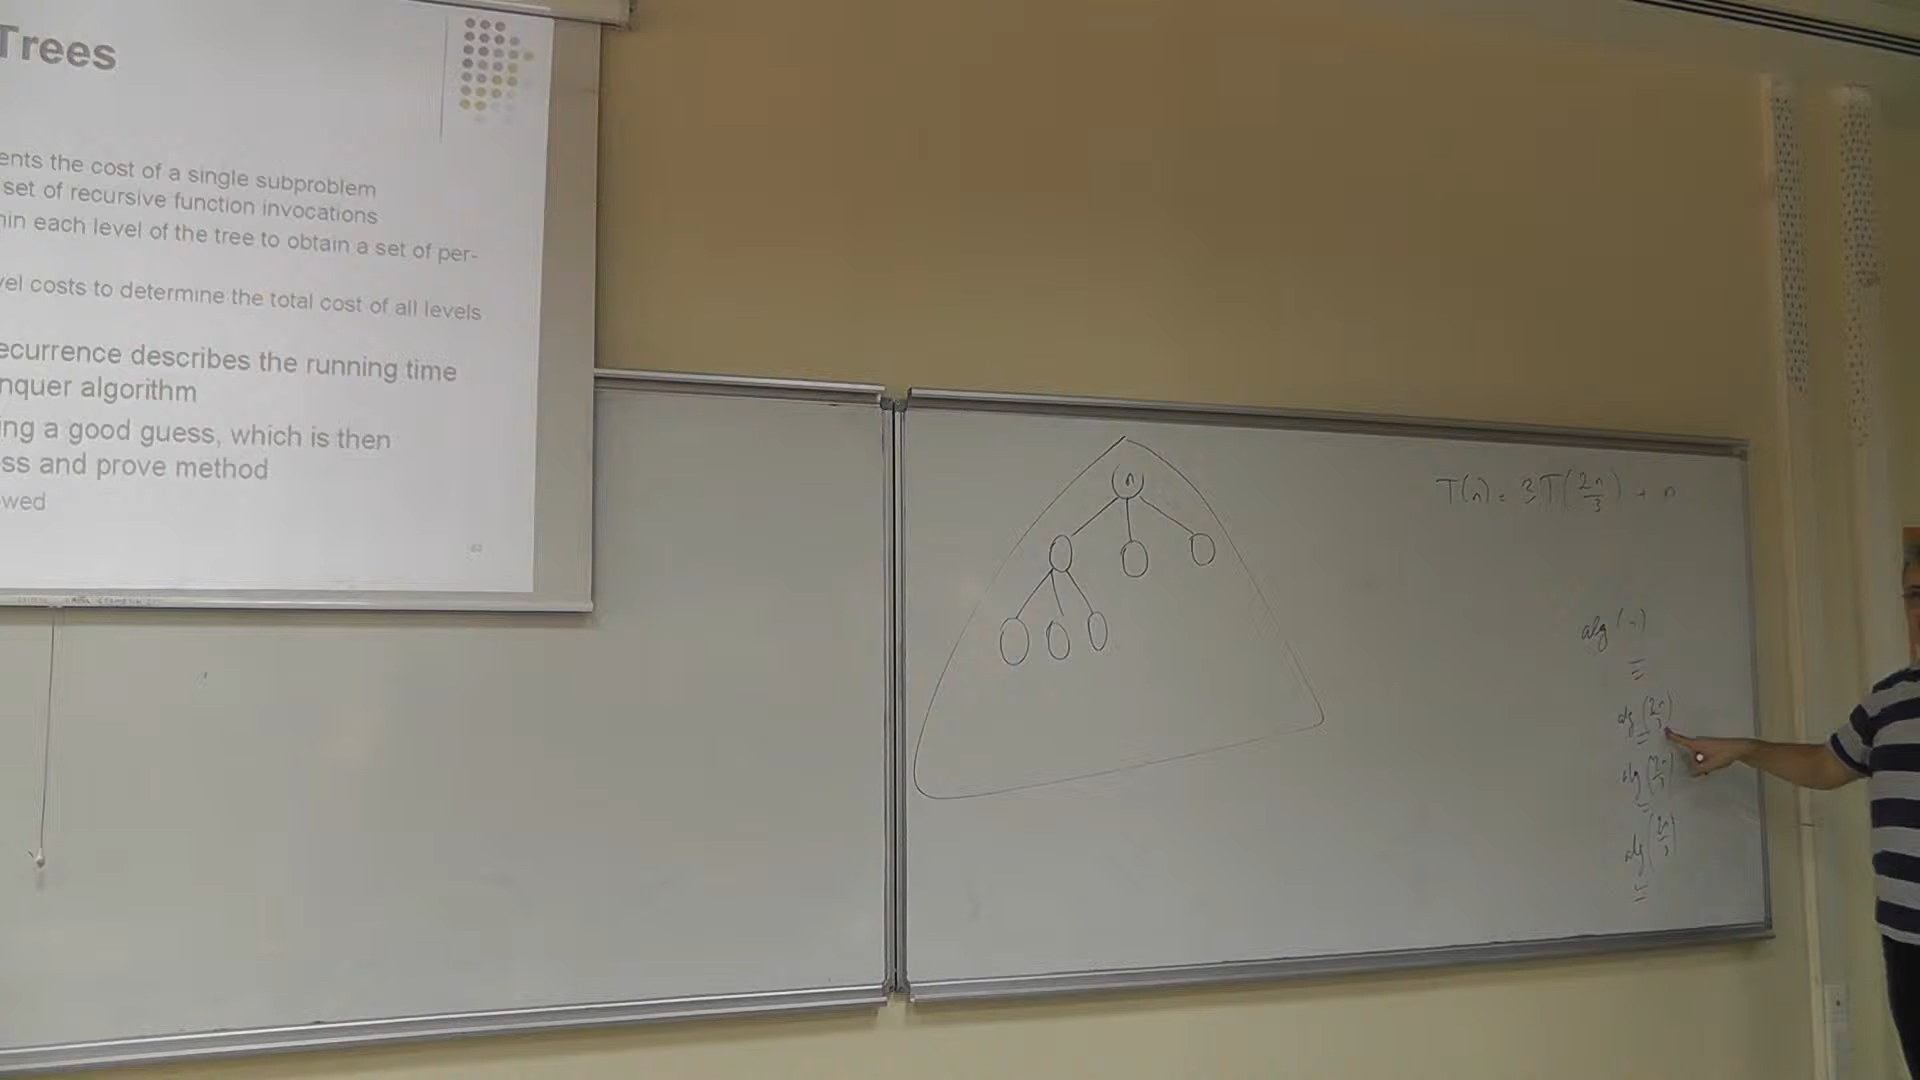 Trees
ents the cost of a single subproblem
set of recursive function invocations
hin each level of the tree to obtain a set of per-
vel costs to determine the total cost of all levels
ecurrence describes the running time
nquer algorithm
ing a good guess, which is then
ss and prove method
wed
n
T(n) = 3T(2n/3) + n
alg (n)
alg (2n/3)
alg (2n/3)
alg (2n/3)